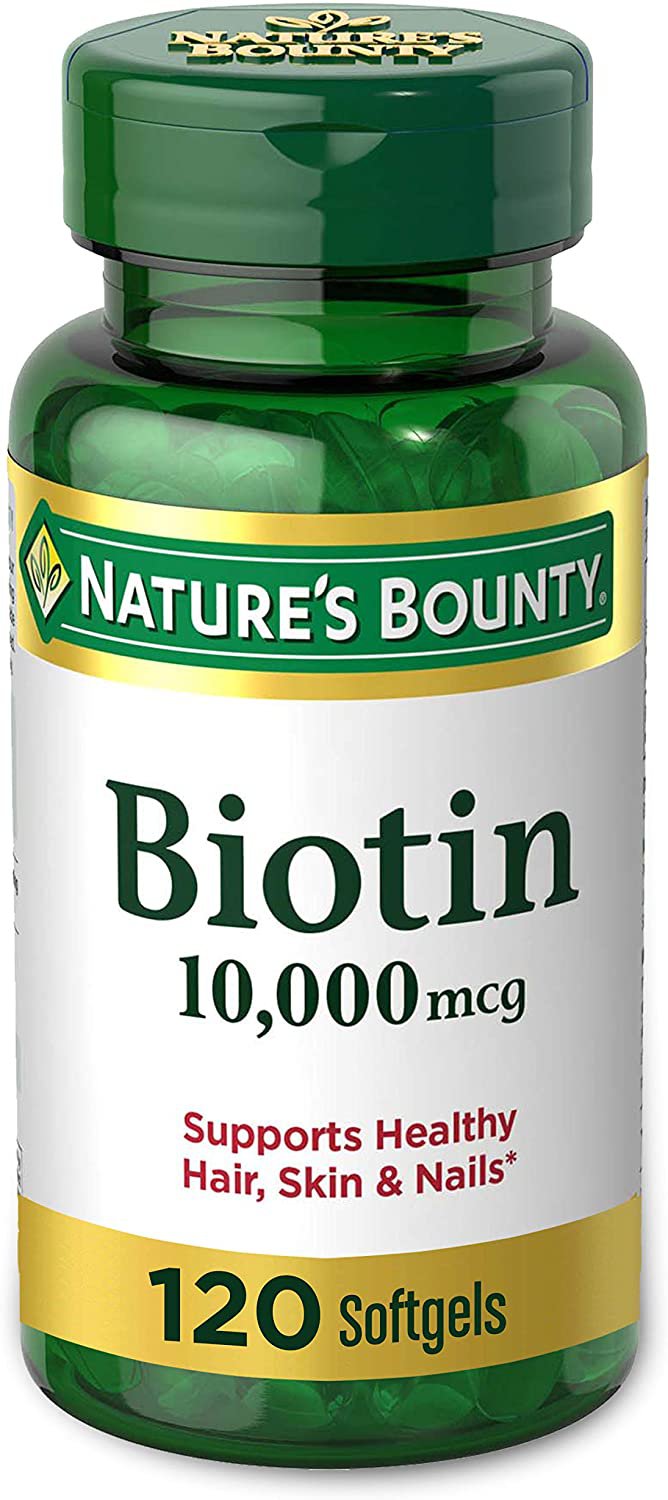 NATURE'S
BOUNTY
NATURE'S BOUNTY®
Biotin
10,000 mcg
Supports Healthy
Hair, Skin & Nails*
120 Softgels